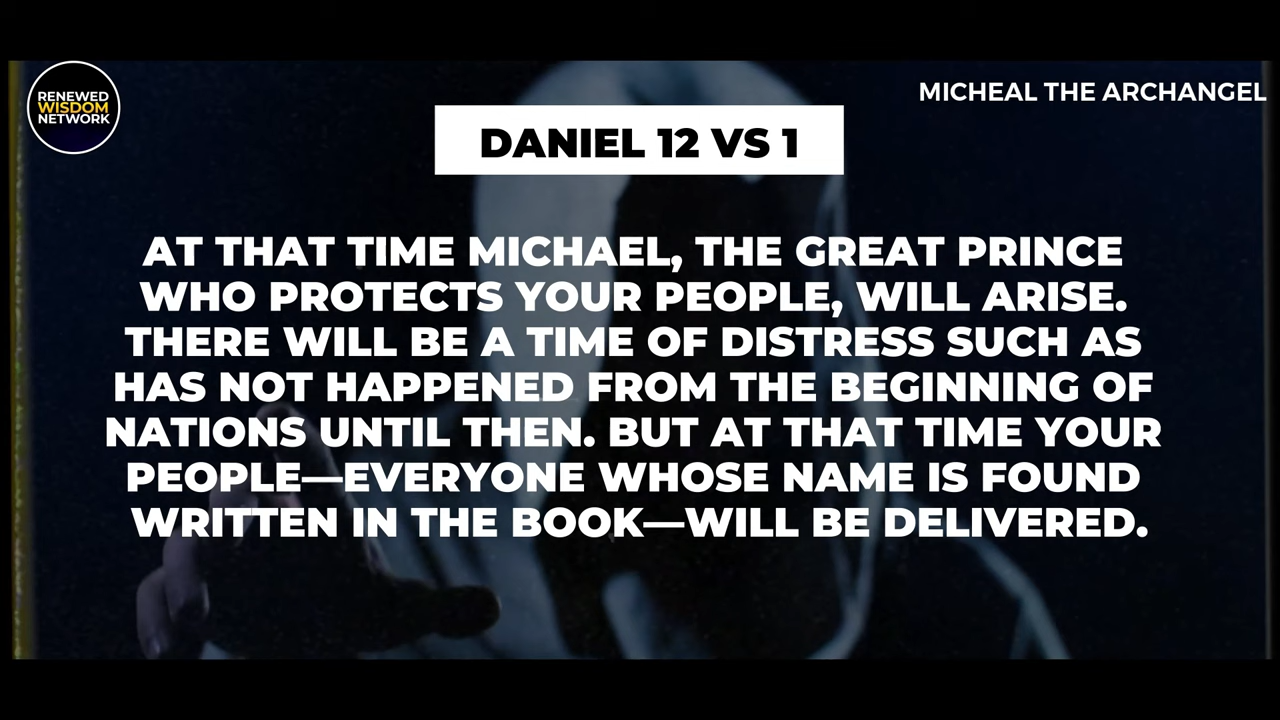 RENEWED
WISDOM
NETWORK
MICHEAL THE ARCHANGEL
DANIEL 12 VS 1
AT THAT TIME MICHAEL, THE GREAT PRINCE
WHO PROTECTS YOUR PEOPLE, WILL ARISE.
THERE WILL BE A TIME OF DISTRESS SUCH AS
HAS NOT HAPPENED FROM THE BEGINNING OF
NATIONS UNTIL THEN. BUT AT THAT TIME YOUR
PEOPLE—EVERYONE WHOSE NAME IS FOUND
WRITTEN IN THE BOOK—WILL BE DELIVERED.